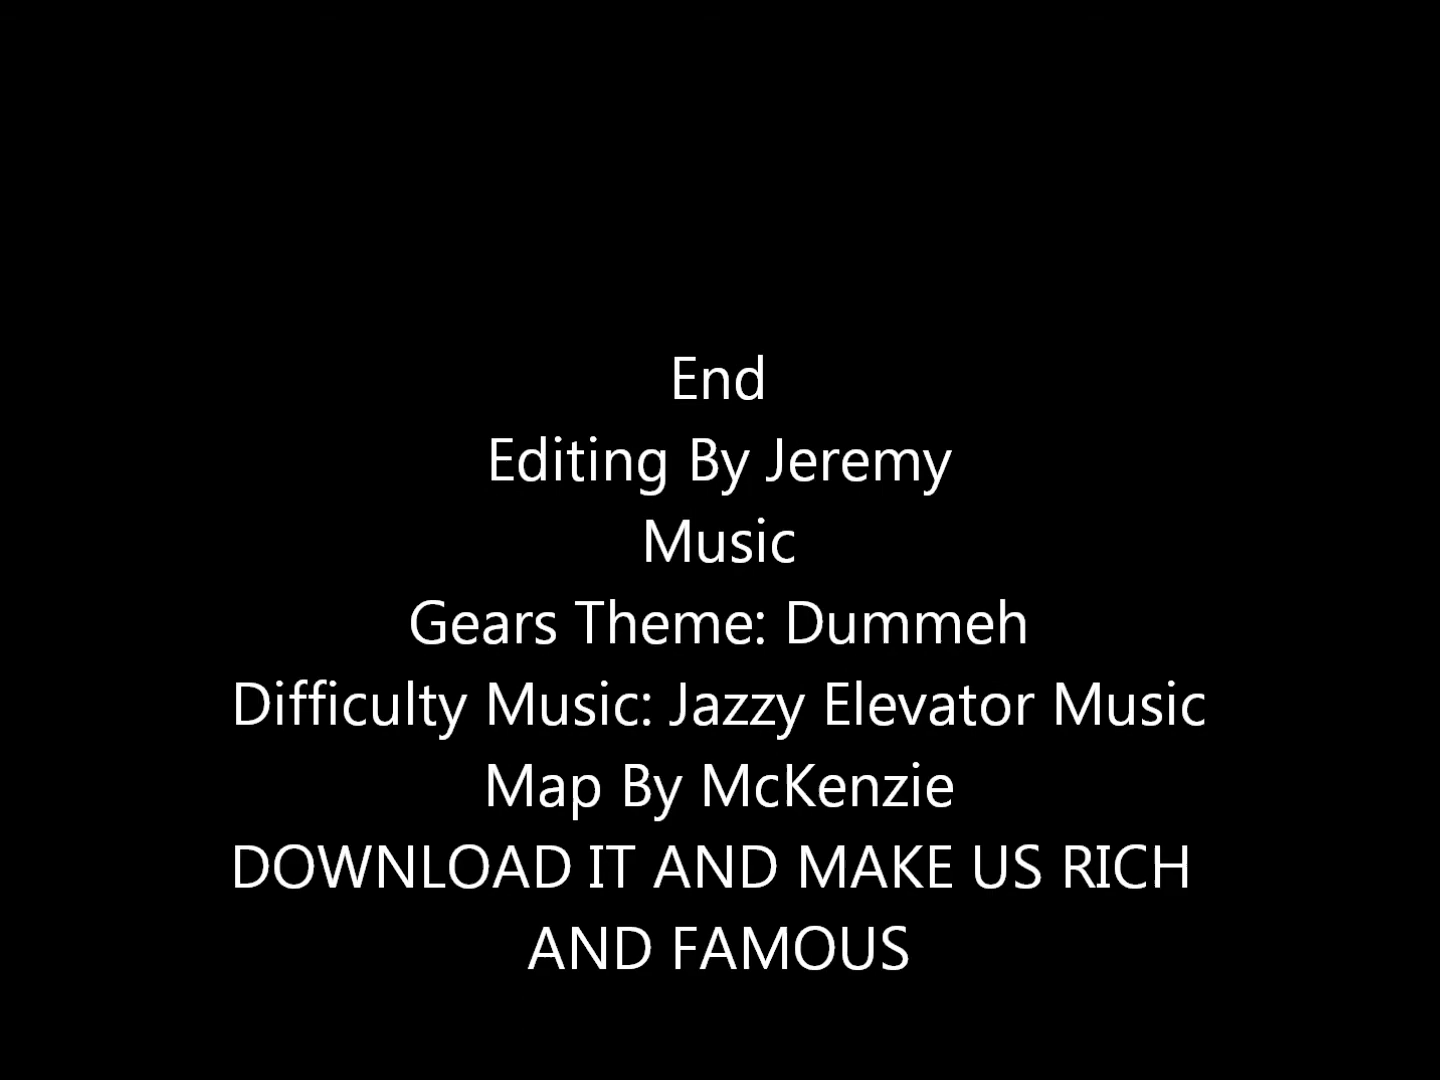 End
Editing By Jeremy
Music
Gears Theme: Dummeh
Difficulty Music: Jazzy Elevator Music
Map By McKenzie
DOWNLOAD IT AND MAKE US RICH
AND FAMOUS